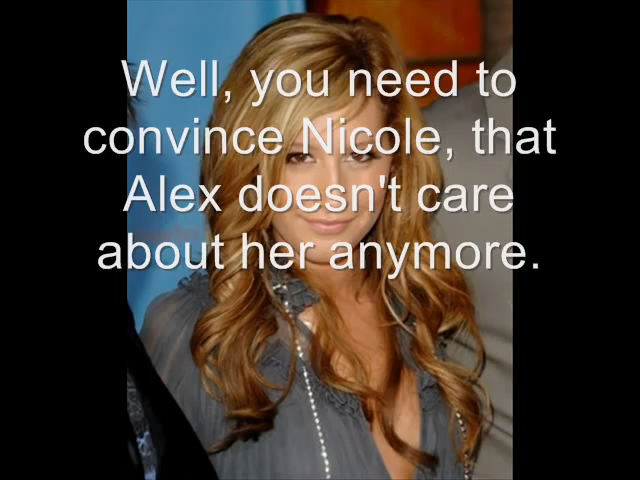 Well, you need to
convince Nicole, that
Alex doesn't care
about her anymore.